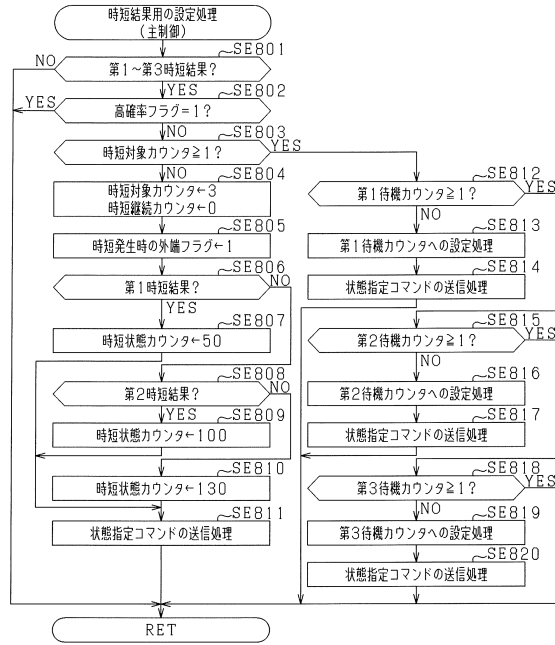 時短結果用の設定処理
(主制御)
SE801
NO
第1～第3時短結果?
YES
SE802
YES
高確率フラグ=1?
NO
SE803
時短対象カウンタ≧1?
YES
NO
SE804
時短対象カウンタ←3
時短継続カウンタ←0
SE805
時短発生時の外端フラグ←1
SE806
第1時短結果?
NO
YES
SE807
時短状態カウンタ←50
SE808
第2時短結果?
NO
YES
SE809
時短状態カウンタ←100
SE810
時短状態カウンタ←130
SE811
状態指定コマンドの送信処理
SE812
第1待機カウンタ≧1?
YES
NO
SE813
第1待機カウンタへの設定処理
SE814
状態指定コマンドの送信処理
SE815
第2待機カウンタ≧1?
YES
NO
SE816
第2待機カウンタへの設定処理
SE817
状態指定コマンドの送信処理
SE818
第3待機カウンタ≧1?
YES
NO
SE819
第3待機カウンタへの設定処理
SE820
状態指定コマンドの送信処理
RET